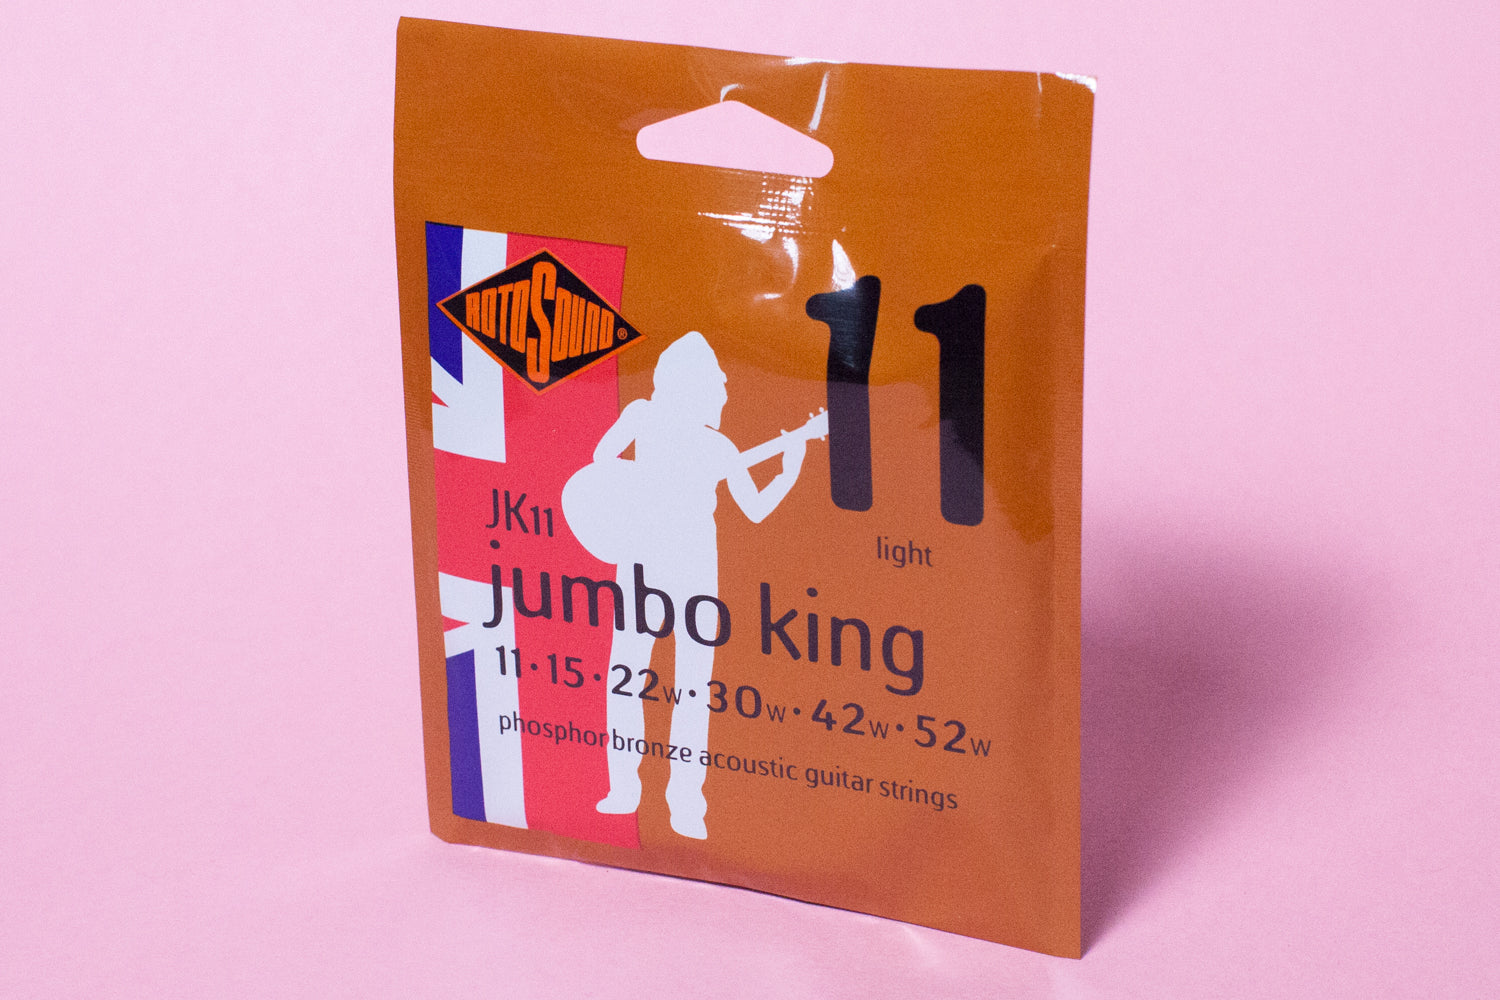 ROTOSOUND®
11
light
JK11
jumbo king
11·15·22w·30w·42w·52w
phosphor bronze acoustic guitar strings